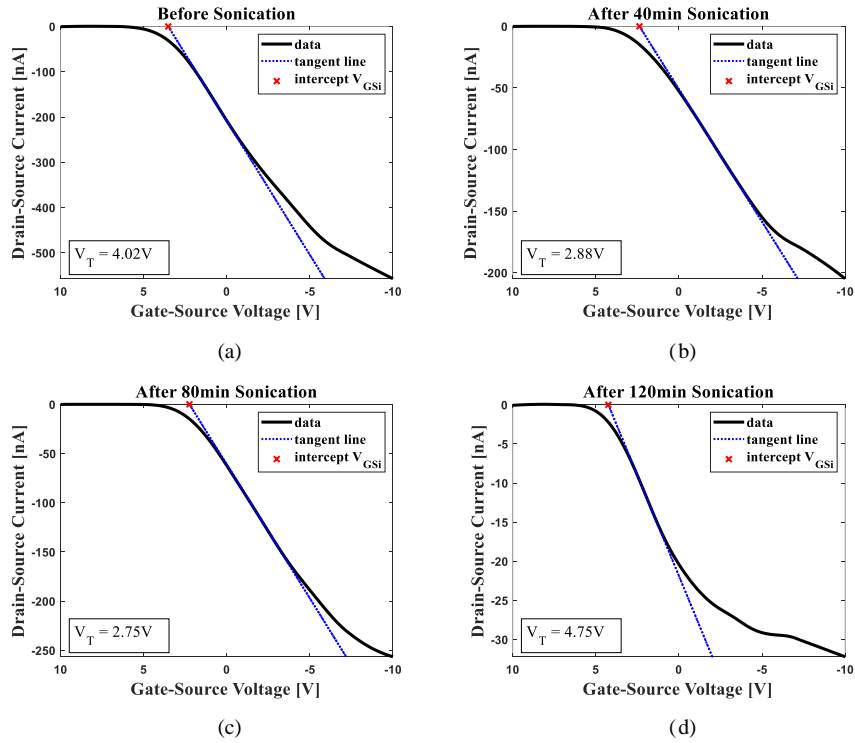 Before Sonication
0
-100
-200
-300
-400
-500
Drain-Source Current [nA]
data
tangent line
intercept V_GSi
V_T = 4.02V
10 5 0 -5 -10
Gate-Source Voltage [V]
(a)
After 40min Sonication
0
-50
-100
-150
-200
Drain-Source Current [nA]
data
tangent line
intercept V_GSi
V_T = 2.88V
10 5 0 -5 -10
Gate-Source Voltage [V]
(b)
After 80min Sonication
0
-50
-100
-150
-200
-250
Drain-Source Current [nA]
data
tangent line
intercept V_GSi
V_T = 2.75V
10 5 0 -5 -10
Gate-Source Voltage [V]
(c)
After 120min Sonication
0
-5
-10
-15
-20
-25
-30
Drain-Source Current [nA]
data
tangent line
intercept V_GSi
V_T = 4.75V
10 5 0 -5 -10
Gate-Source Voltage [V]
(d)